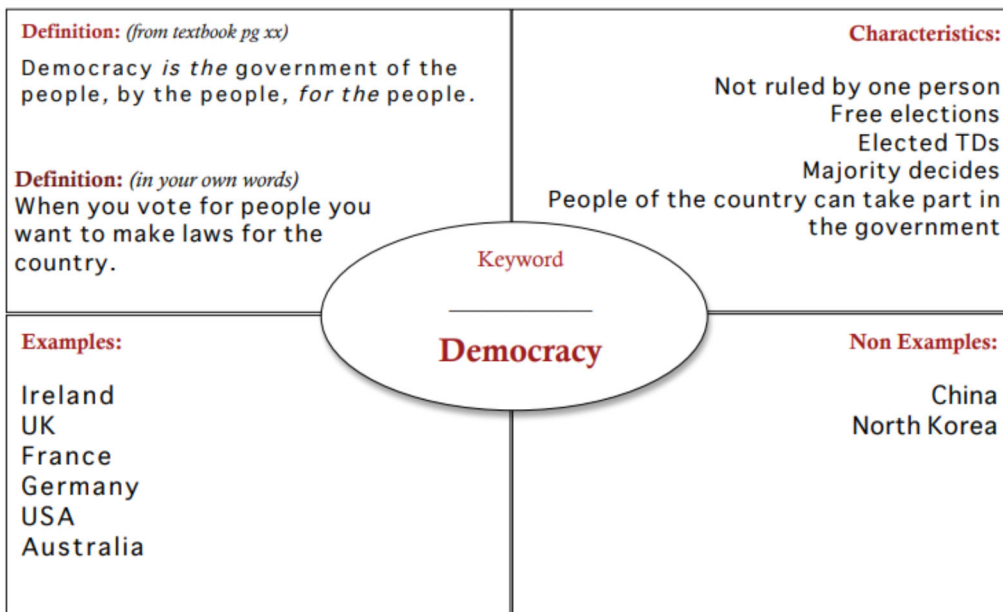 Definition: (from textbook pg xx)
Democracy is the government of the
people, by the people, for the people.
Definition: (in your own words)
When you vote for people you
want to make laws for the
country.
Characteristics:
Not ruled by one person
Free elections
Elected TDs
Majority decides
People of the country can take part in
the government
Keyword
Democracy
Examples:
Ireland
UK
France
Germany
USA
Australia
Non Examples:
China
North Korea